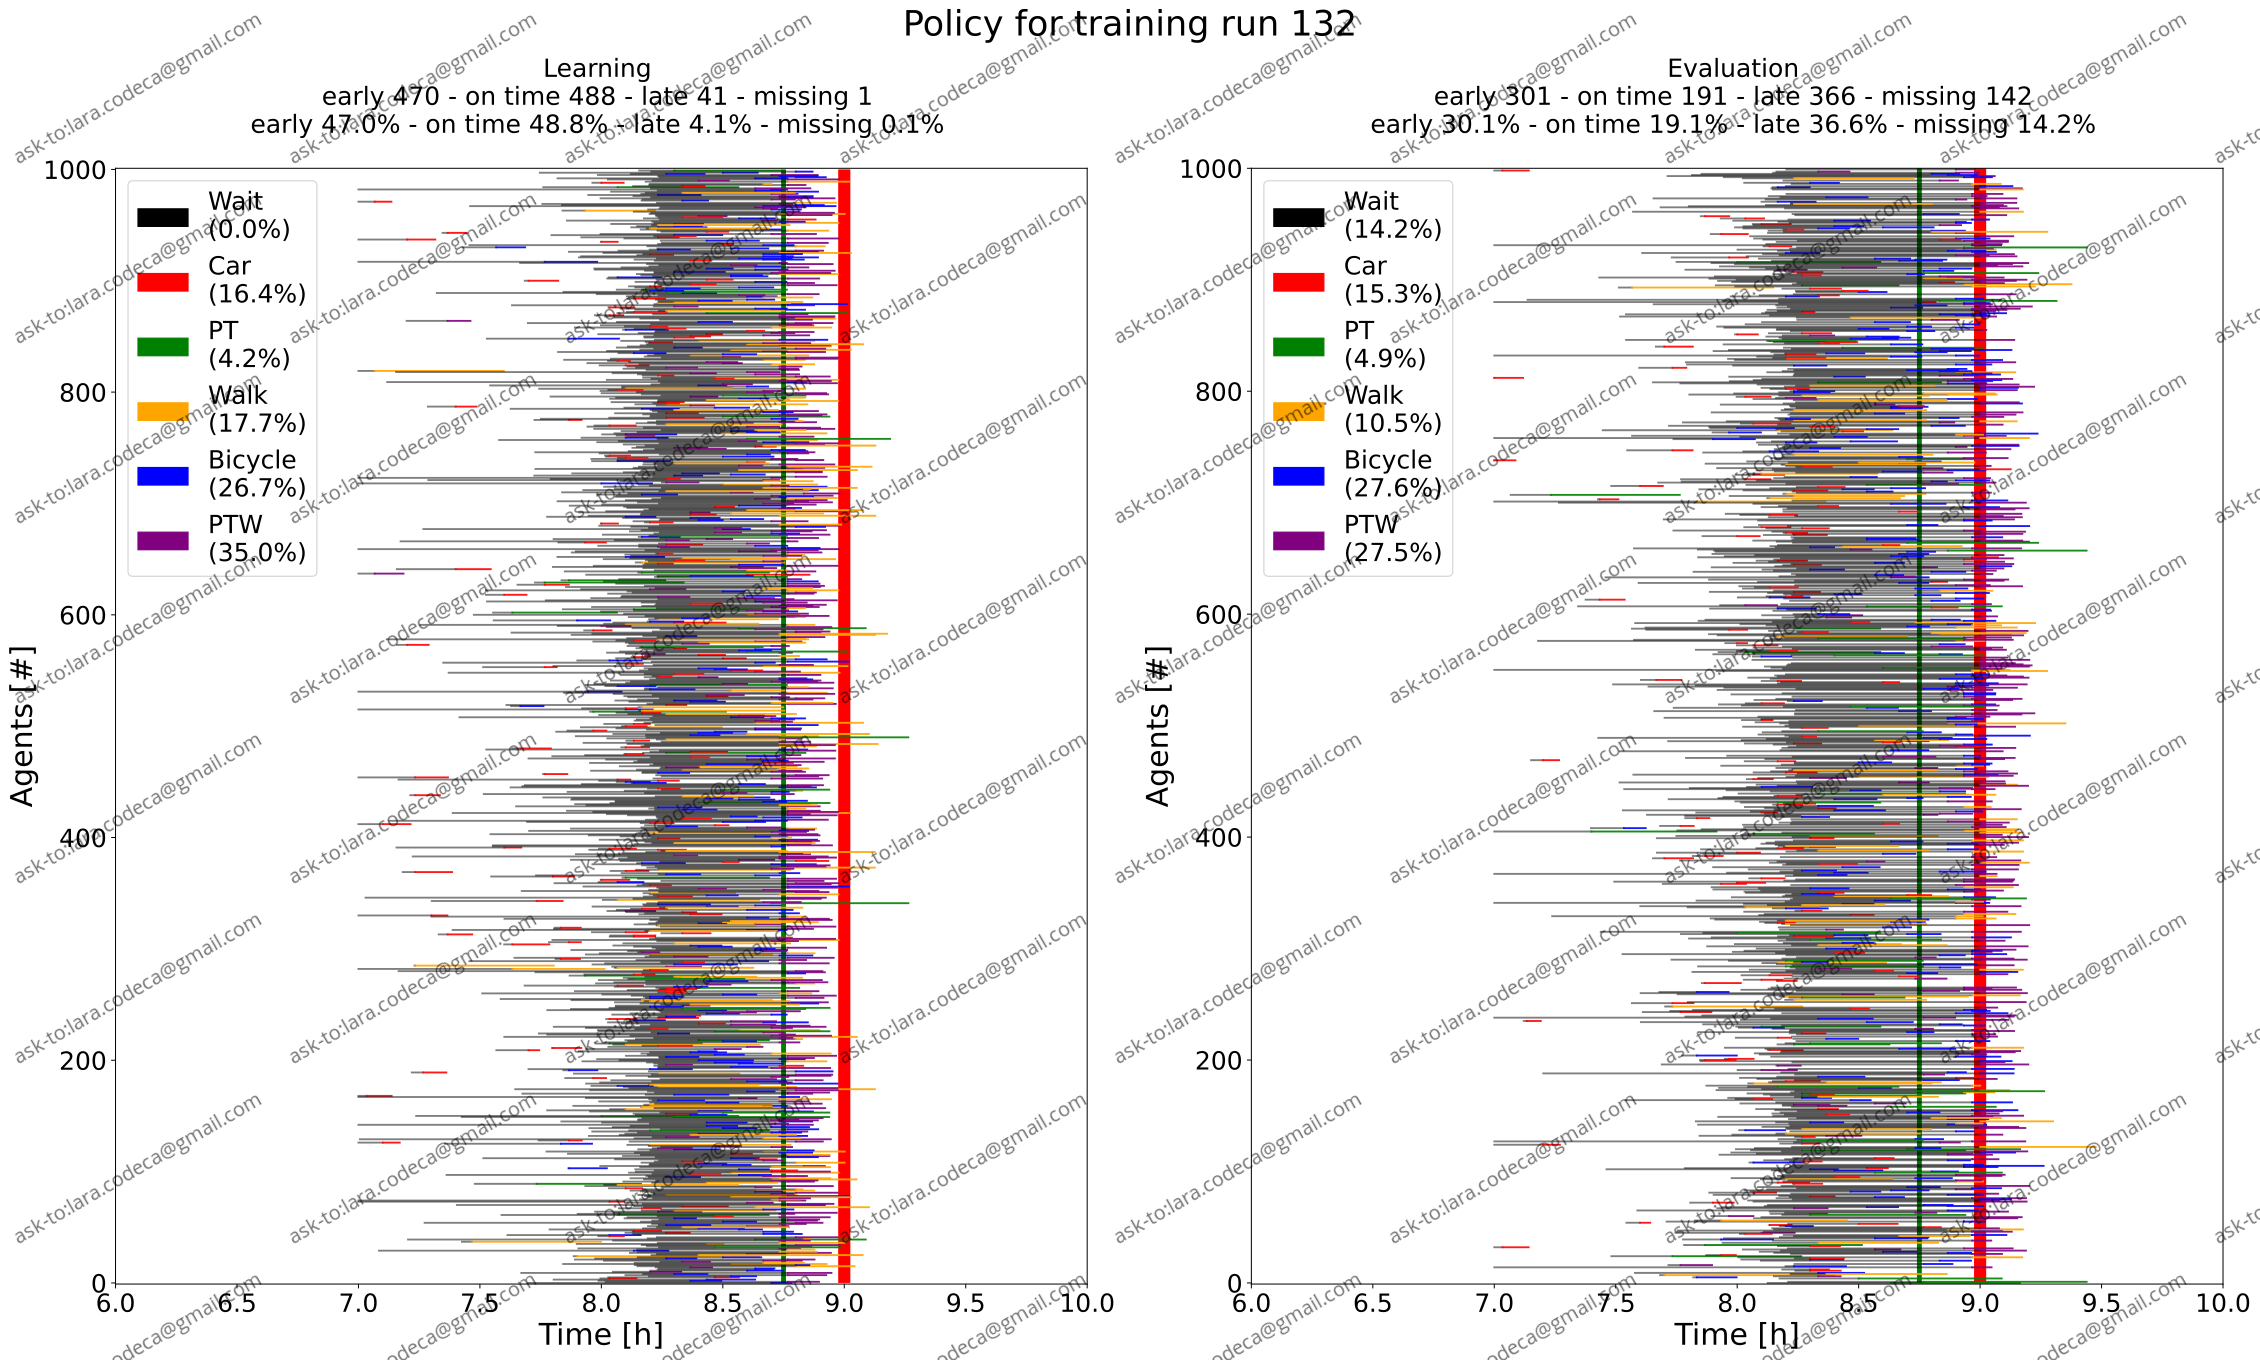 Policy for training run 132
Learning
early 470 - on time 488 - late 41 - missing 1
early 47.0% - on time 48.8% - late 4.1% - missing 0.1%
Wait
(0.0%)
Car
(16.4%)
PT
(4.2%)
Walk
(17.7%)
Bicycle
(26.7%)
PTW
(35.0%)
Agents [#]
1000
800
600
400
200
0
6.0 6.5 7.0 7.5 8.0 8.5 9.0 9.5 10.0
Time [h]
Evaluation
early 301 - on time 191 - late 366 - missing 142
early 30.1% - on time 19.1% - late 36.6% - missing 14.2%
Wait
(14.2%)
Car
(15.3%)
PT
(4.9%)
Walk
(10.5%)
Bicycle
(27.6%)
PTW
(27.5%)
Agents [#]
1000
800
600
400
200
0
6.0 6.5 7.0 7.5 8.0 8.5 9.0 9.5 10.0
Time [h]
ask-to:lara.codeca@gmail.com